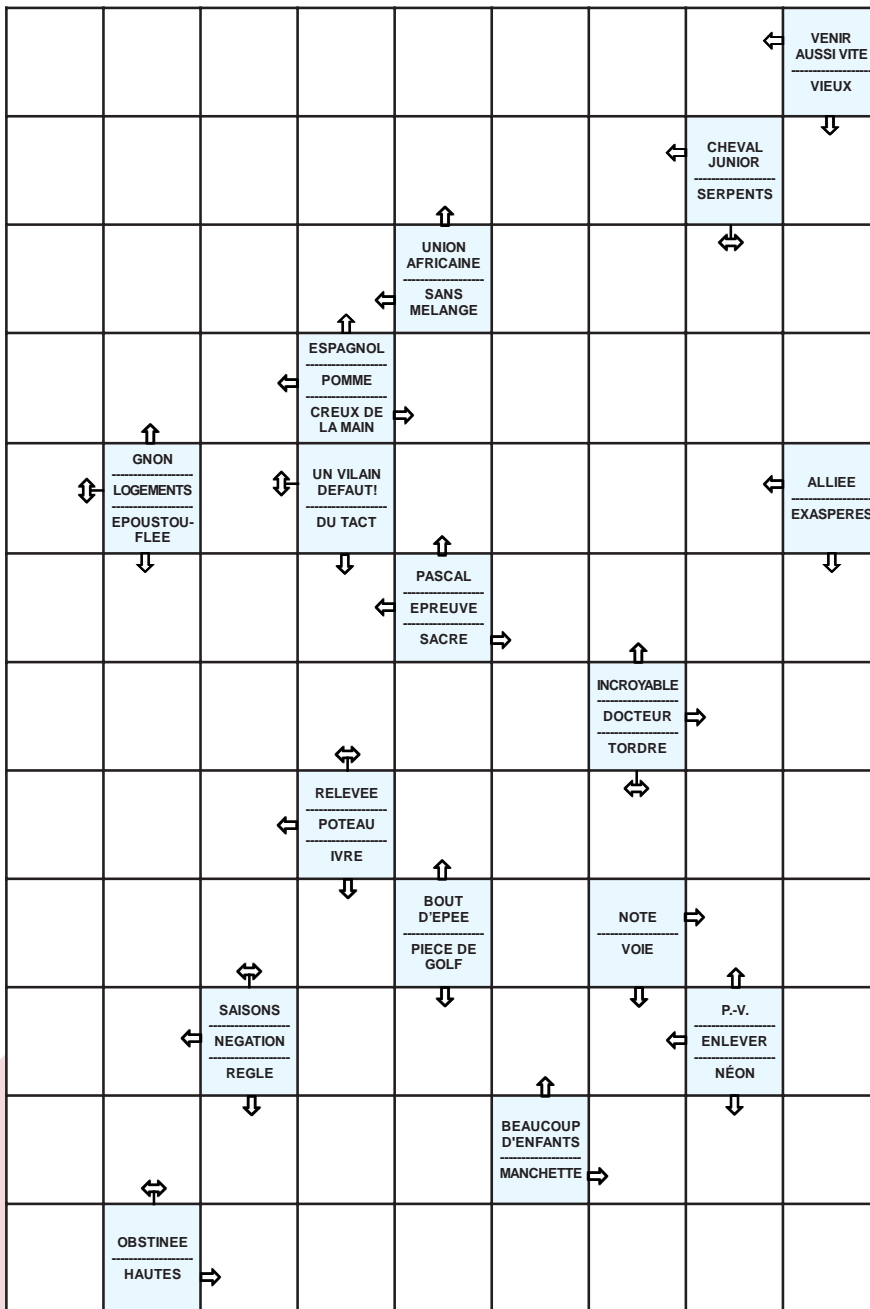 VENIR
AUSSI VITE
VIEUX
CHEVAL
JUNIOR
SERPENTS
UNION
AFRICAINE
SANS
MELANGE
ESPAGNOL
POMME
CREUX DE
LA MAIN
GNON
LOGEMENTS
EPOUSTOU-
FLEE
UN VILAIN
DEFAUT!
DU TACT
ALLIEE
EXASPERES
PASCAL
EPREUVE
SACRE
INCROYABLE
DOCTEUR
TORDRE
RELEVEE
POTEAU
IVRE
BOUT
D'EPEE
PIECE DE
GOLF
NOTE
VOIE
SAISONS
NEGATION
REGLE
P.-V.
ENLEVER
NÉON
BEAUCOUP
D'ENFANTS
MANCHETTE
OBSTINEE
HAUTES